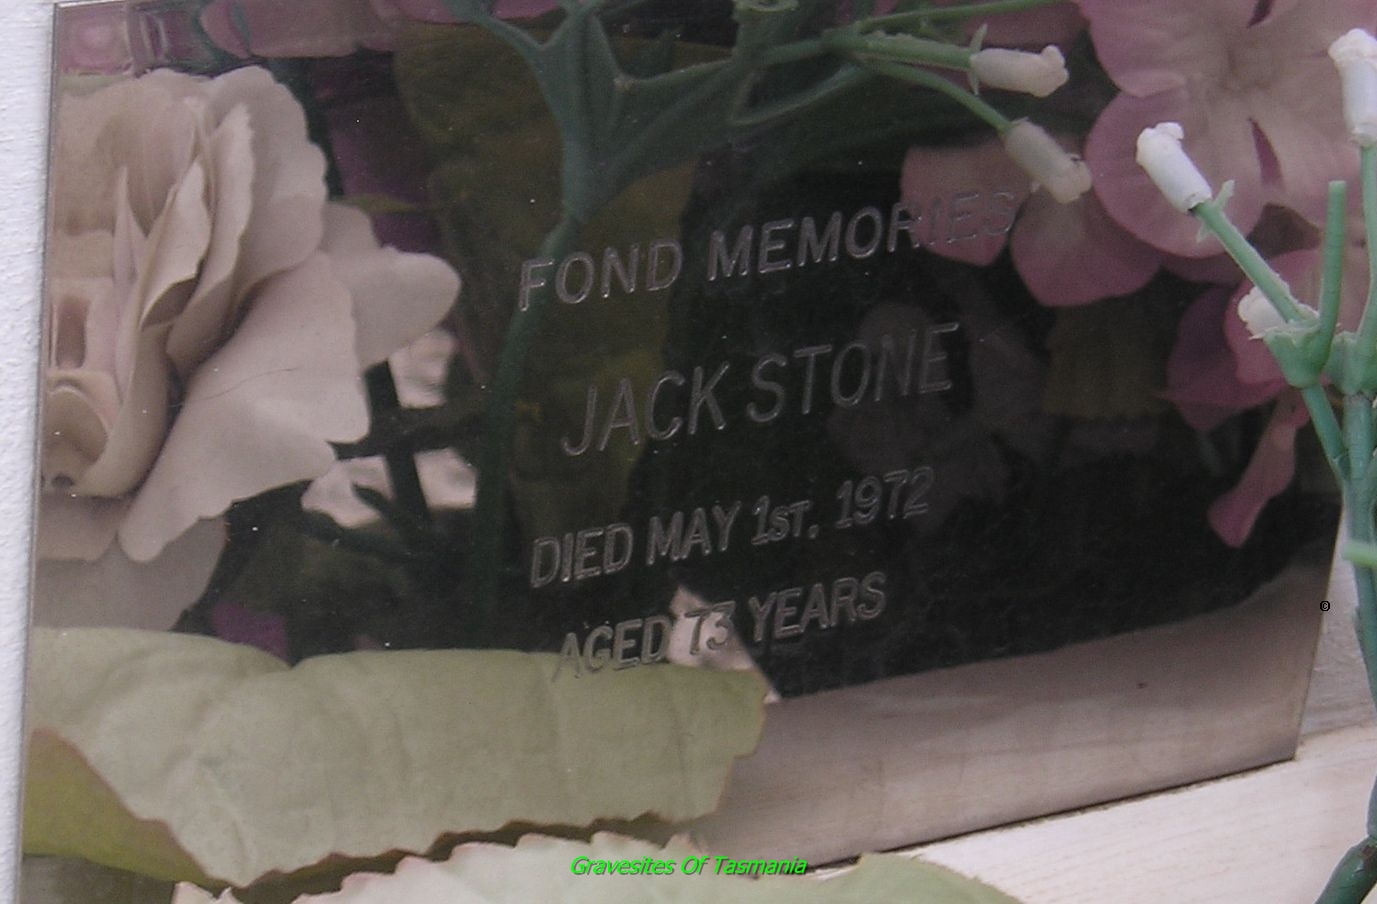 FOND MEMORIES
JACK STONE
DIED MAY 1ST. 1972
AGED 73 YEARS
©
Gravesites Of Tasmania